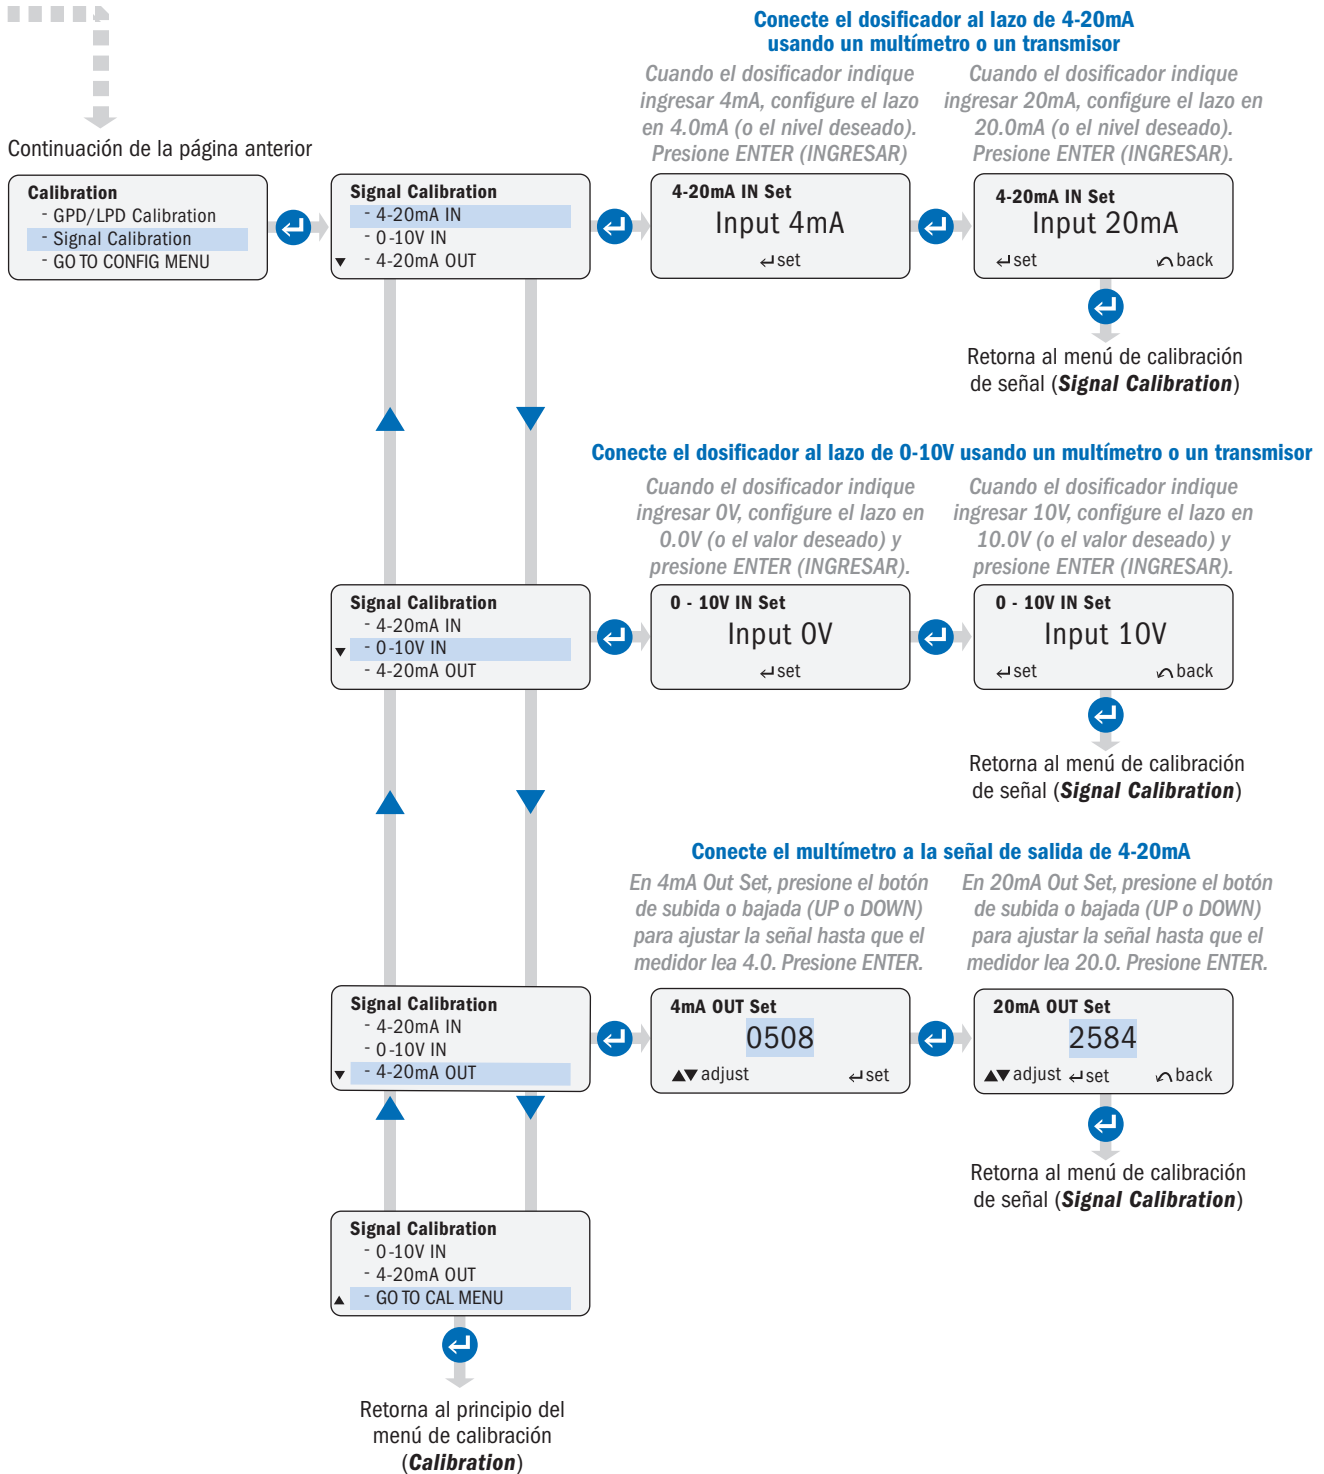 Conecte el dosificador al lazo de 4-20mA
usando un multímetro o un transmisor
Cuando el dosificador indique
ingresar 4mA, configure el lazo
en 4.0mA (o el nivel deseado).
Presione ENTER (INGRESAR)
Cuando el dosificador indique
ingresar 20mA, configure el lazo en
20.0mA (o el nivel deseado).
Presione ENTER (INGRESAR).
Continuación de la página anterior
Calibration
- GPD/LPD Calibration
- Signal Calibration
- GO TO CONFIG MENU
Signal Calibration
- 4-20mA IN
- 0-10V IN
▼ - 4-20mA OUT
4-20mA IN Set
Input 4mA
↵ set
4-20mA IN Set
Input 20mA
↵ set ↶ back
Retorna al menú de calibración
de señal (Signal Calibration)
Conecte el dosificador al lazo de 0-10V usando un multímetro o un transmisor
Cuando el dosificador indique
ingresar 0V, configure el lazo en
0.0V (o el valor deseado) y
presione ENTER (INGRESAR).
Cuando el dosificador indique
ingresar 10V, configure el lazo en
10.0V (o el valor deseado) y
presione ENTER (INGRESAR).
Signal Calibration
- 4-20mA IN
▼ - 0-10V IN
- 4-20mA OUT
0 - 10V IN Set
Input 0V
↵ set
0 - 10V IN Set
Input 10V
↵ set ↶ back
Retorna al menú de calibración
de señal (Signal Calibration)
Conecte el multímetro a la señal de salida de 4-20mA
En 4mA Out Set, presione el botón
de subida o bajada (UP o DOWN)
para ajustar la señal hasta que el
medidor lea 4.0. Presione ENTER.
En 20mA Out Set, presione el botón
de subida o bajada (UP o DOWN)
para ajustar la señal hasta que el
medidor lea 20.0. Presione ENTER.
Signal Calibration
- 4-20mA IN
- 0-10V IN
▼ - 4-20mA OUT
4mA OUT Set
0508
▲▼ adjust ↵ set
20mA OUT Set
2584
▲▼ adjust ↵ set ↶ back
Retorna al menú de calibración
de señal (Signal Calibration)
Signal Calibration
- 0-10V IN
- 4-20mA OUT
▲ - GO TO CAL MENU
Retorna al principio del
menú de calibración
(Calibration)